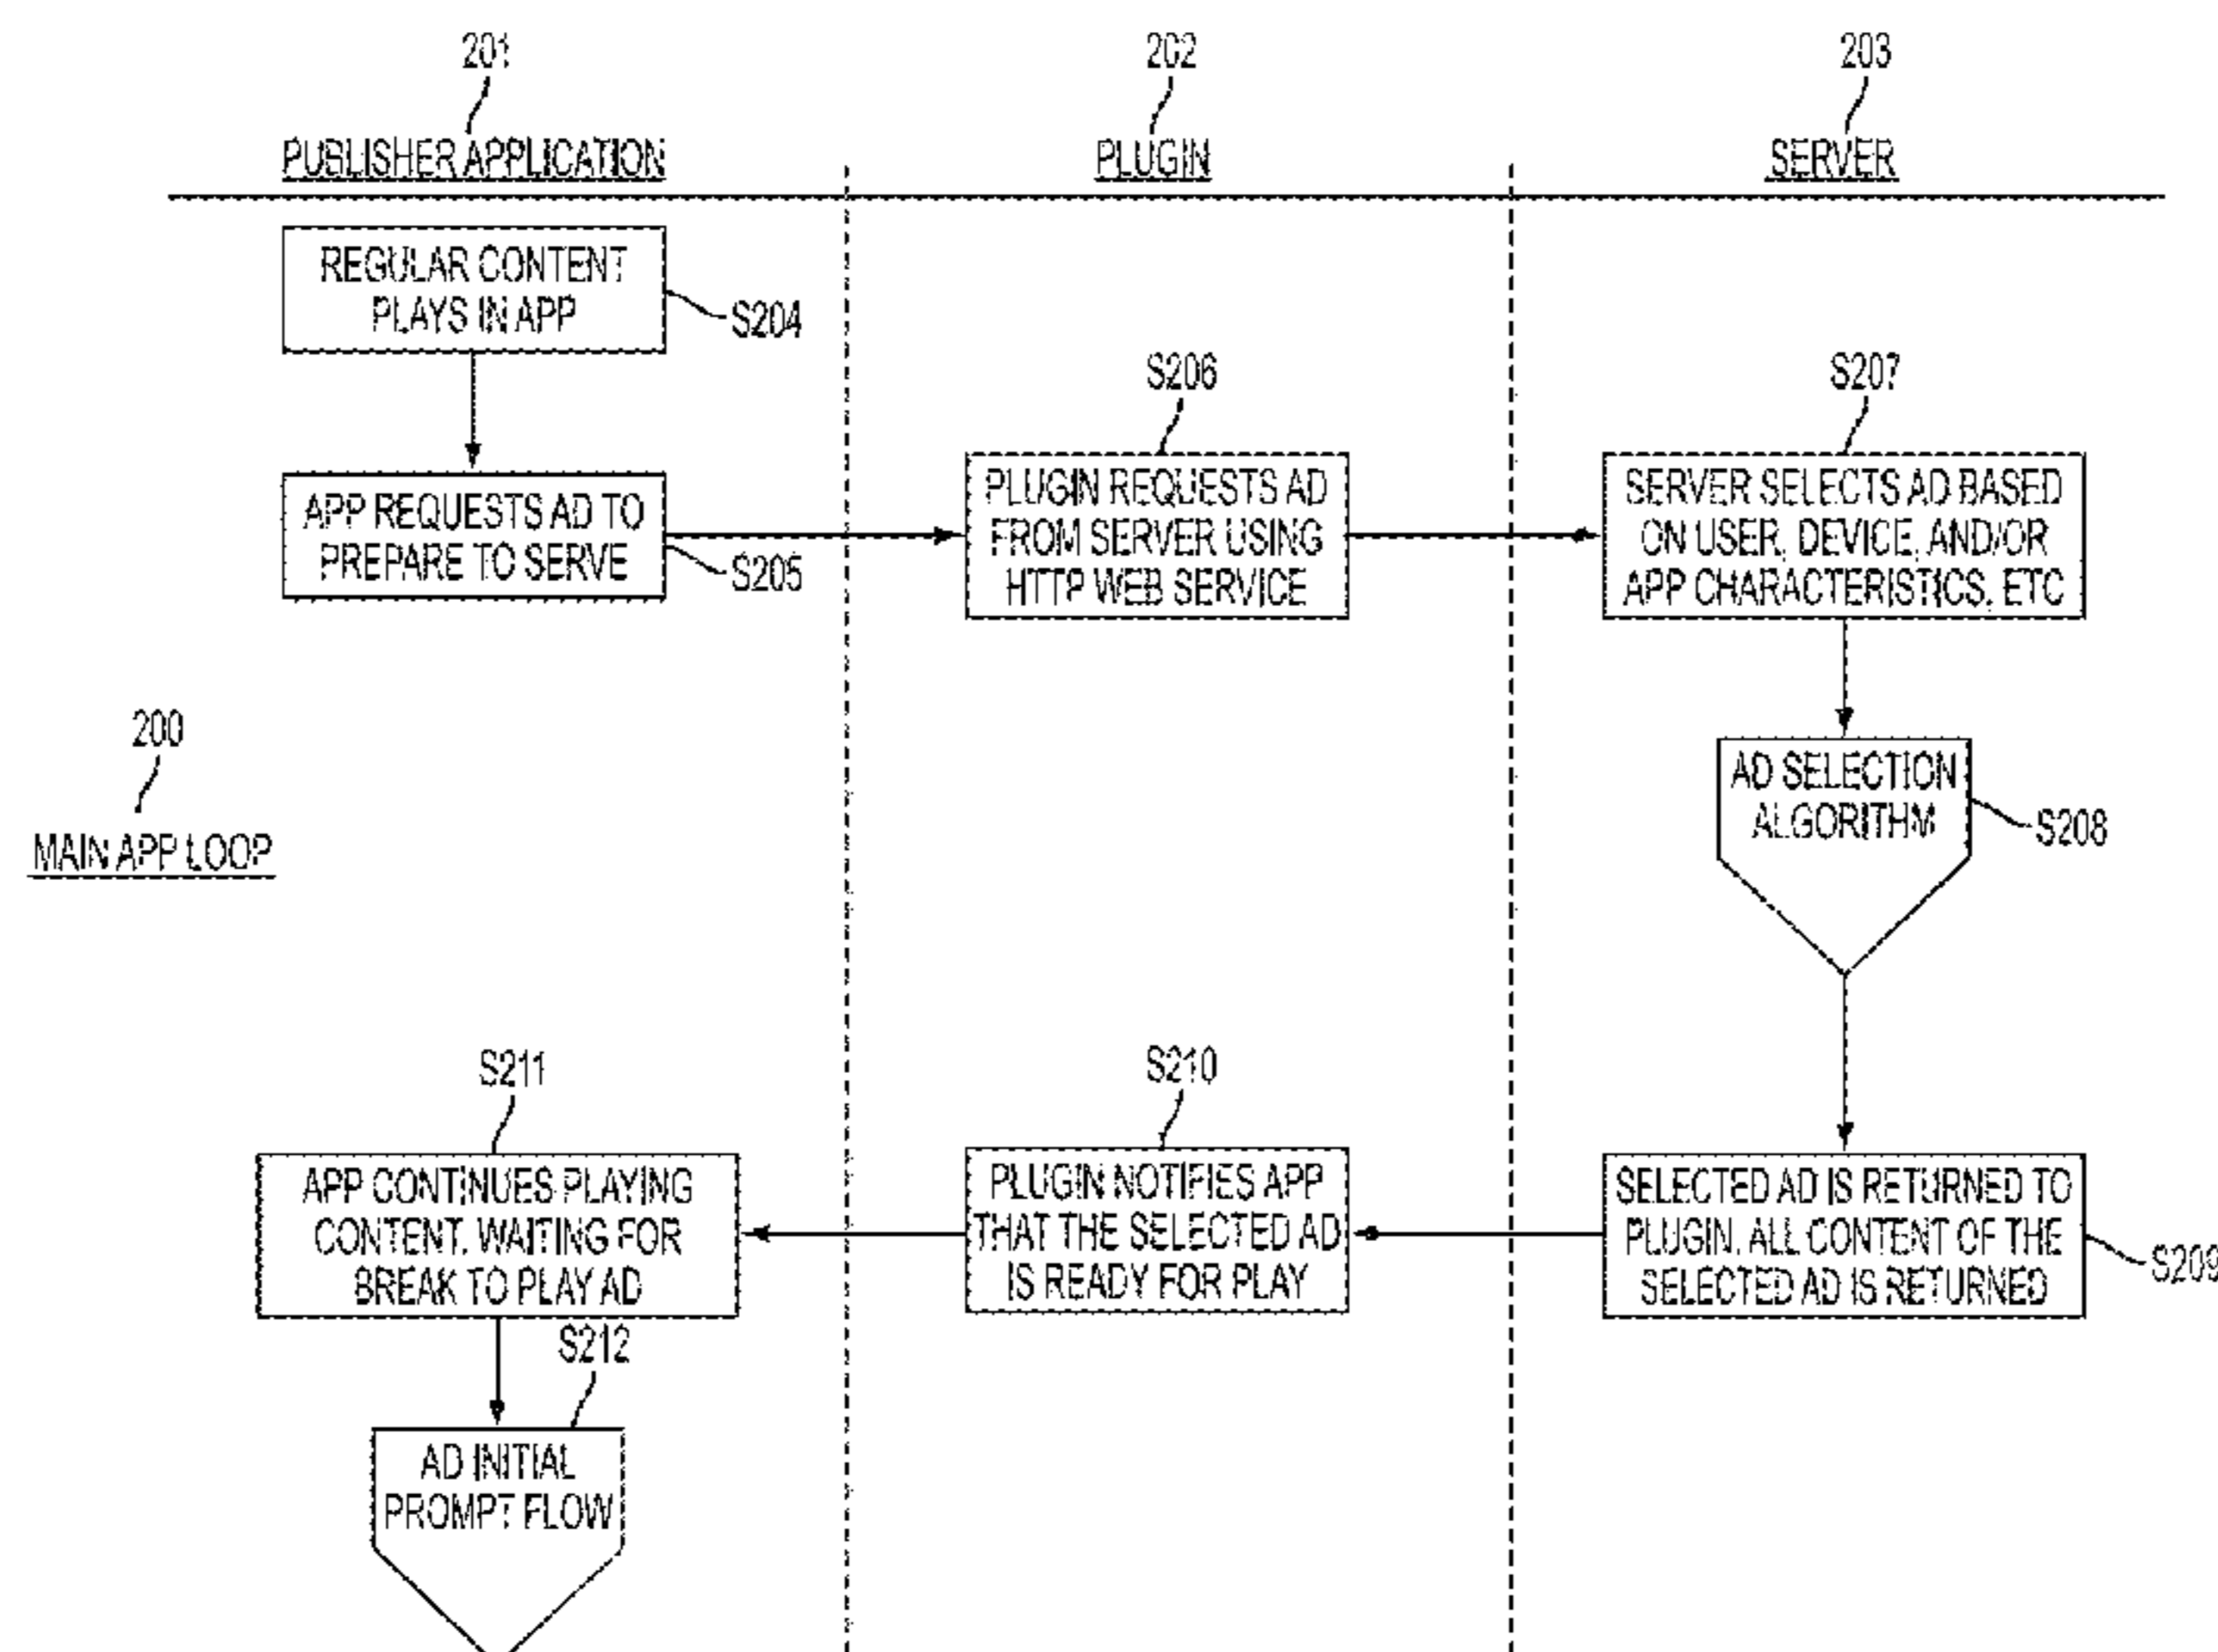 201
202
203
PUBLISHER APPLICATION
PLUGIN
SERVER
REGULAR CONTENT
PLAYS IN APP
S204
S206
S207
APP REQUESTS AD TO
PREPARE TO SERVE
S205
PLUGIN REQUESTS AD
FROM SERVER USING
HTTP WEB SERVICE
SERVER SELECTS AD BASED
ON USER, DEVICE, AND/OR
APP CHARACTERISTICS, ETC
200
MAIN APP LOOP
AD SELECTION
ALGORITHM
S208
S211
S210
APP CONTINUES PLAYING
CONTENT, WAITING FOR
BREAK TO PLAY AD
PLUGIN NOTIFIES APP
THAT THE SELECTED AD
IS READY FOR PLAY
SELECTED AD IS RETURNED TO
PLUGIN. ALL CONTENT OF THE
SELECTED AD IS RETURNED
S209
S212
AD INITIAL
PROMPT FLOW